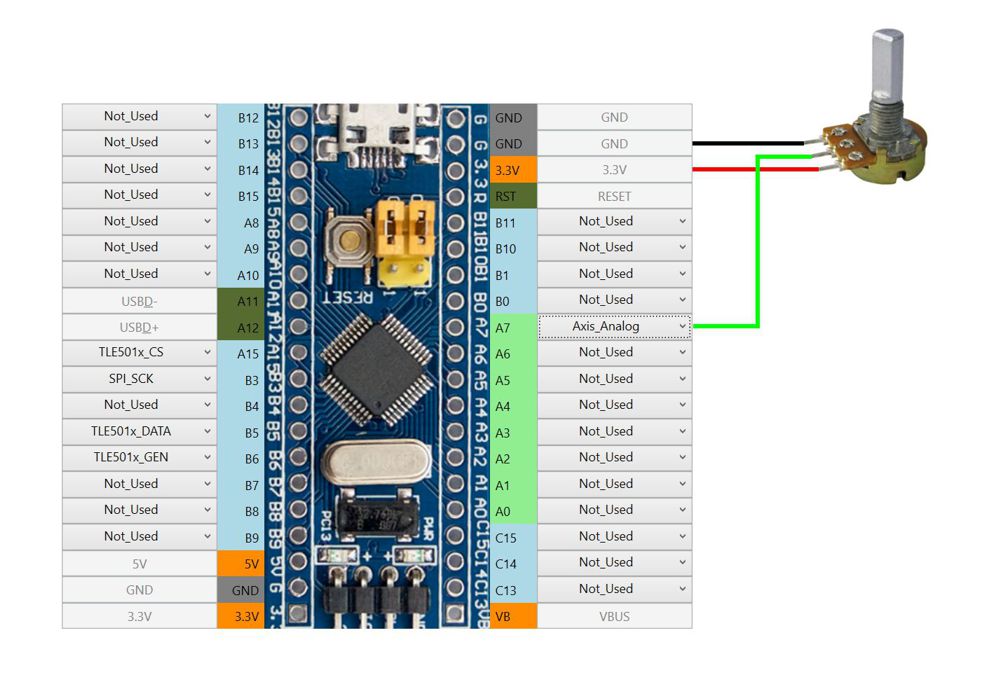 Not_Used B12 GND GND
Not_Used B13 GND GND
Not_Used B14 3.3V 3.3V
Not_Used B15 RST RESET
Not_Used A8 B11 Not_Used
Not_Used A9 B10 Not_Used
Not_Used A10 B1 Not_Used
USBD- A11 B0 Not_Used
USBD+ A12 A7 Axis_Analog
TLE501x_CS A15 A6 Not_Used
SPI_SCK B3 A5 Not_Used
Not_Used B4 A4 Not_Used
TLE501x_DATA B5 A3 Not_Used
TLE501x_GEN B6 A2 Not_Used
Not_Used B7 A1 Not_Used
Not_Used B8 A0 Not_Used
Not_Used B9 C15 Not_Used
5V 5V C14 Not_Used
GND GND C13 Not_Used
3.3V 3.3V VB VBUS
B12 B13 B14 B15 A8 A9 A10 A11 A12 A15 B3 B4 B5 B6 B7 B8 B9 5V G 3.
G G 3.3 R B11 B10 B1 B0 A7 A6 A5 A4 A3 A2 A1 A0 C15 C14 C13 VB
RESET
PC13
PWR